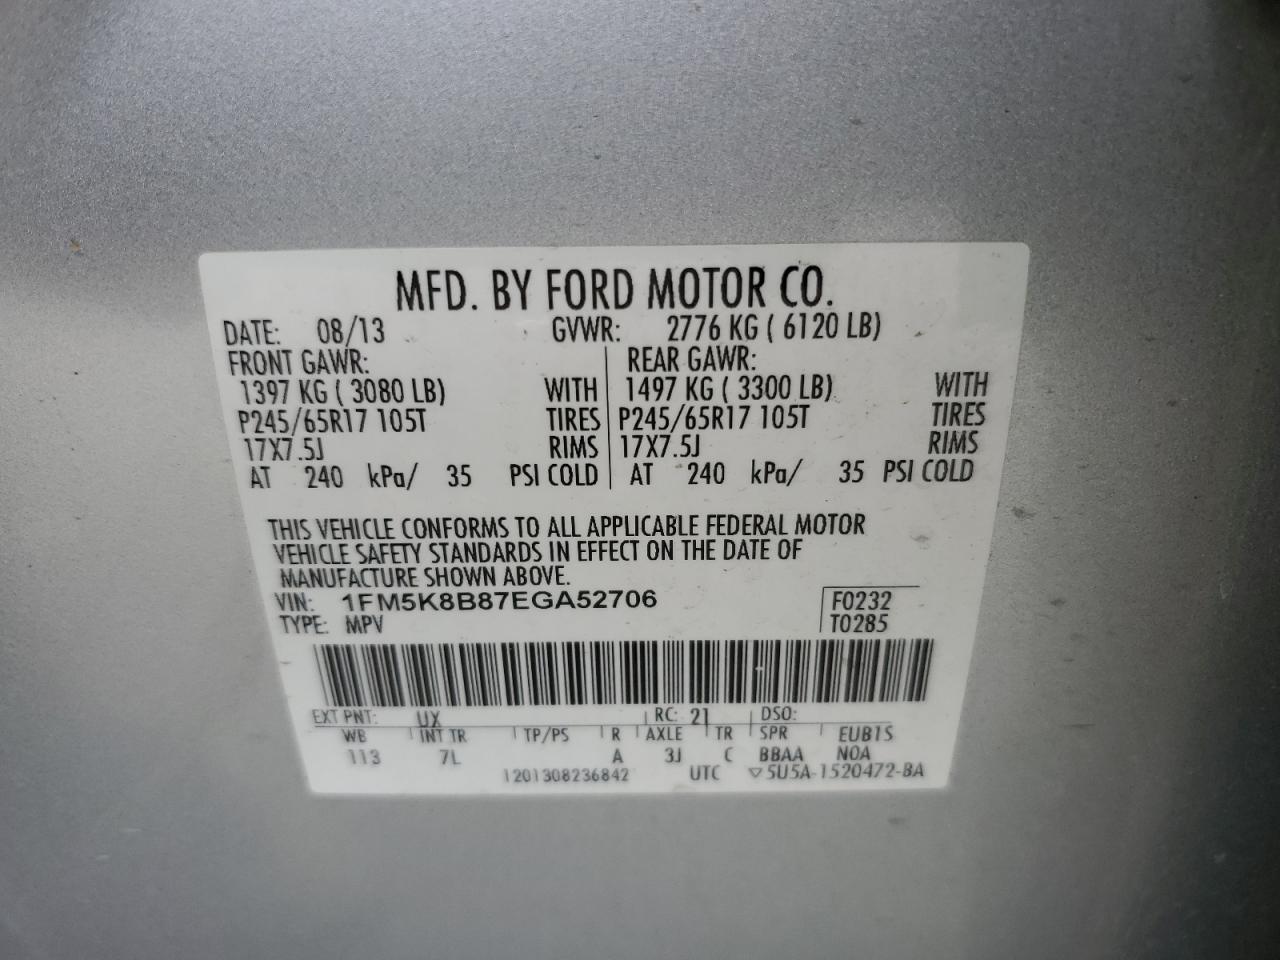 MFD. BY FORD MOTOR CO.
DATE: 08/13 GVWR: 2776 KG ( 6120 LB)
FRONT GAWR: REAR GAWR:
1397 KG ( 3080 LB) WITH 1497 KG ( 3300 LB) WITH
P245/65R17 105T TIRES P245/65R17 105T TIRES
17X7.5J RIMS 17X7.5J RIMS
AT 240 kPa/ 35 PSI COLD AT 240 kPa/ 35 PSI COLD
THIS VEHICLE CONFORMS TO ALL APPLICABLE FEDERAL MOTOR
VEHICLE SAFETY STANDARDS IN EFFECT ON THE DATE OF
MANUFACTURE SHOWN ABOVE.
VIN: 1FM5K8B87EGA52706 F0232
TYPE: MPV T0285
EXT PNT: UX RC: 21 DSO:
WB INT TR TP/PS R AXLE TR SPR EUB1S
113 7L A 3J C BBAA NOA
1201308236842 UTC ▽5U5A-1520472-BA